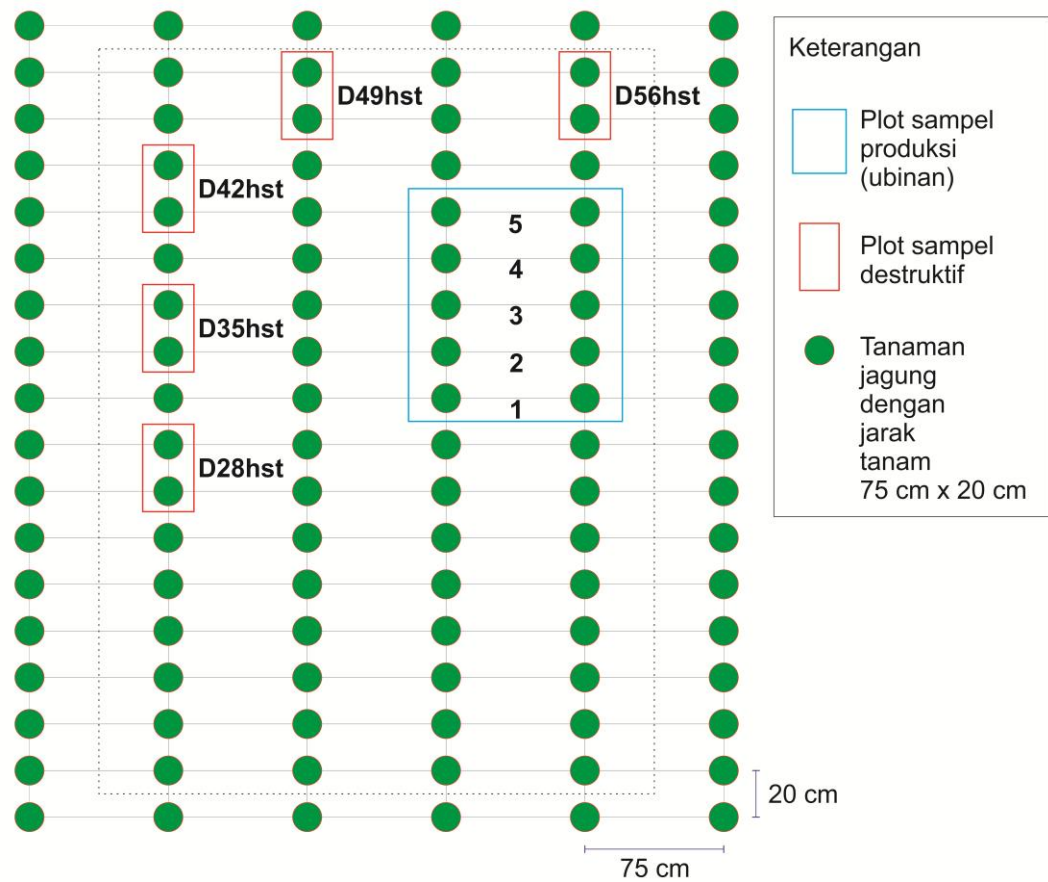 D49hst
D56hst
D42hst
D35hst
D28hst
5
4
3
2
1
Keterangan
Plot sampel
produksi
(ubinan)
Plot sampel
destruktif
Tanaman
jagung
dengan
jarak
tanam
75 cm x 20 cm
20 cm
75 cm